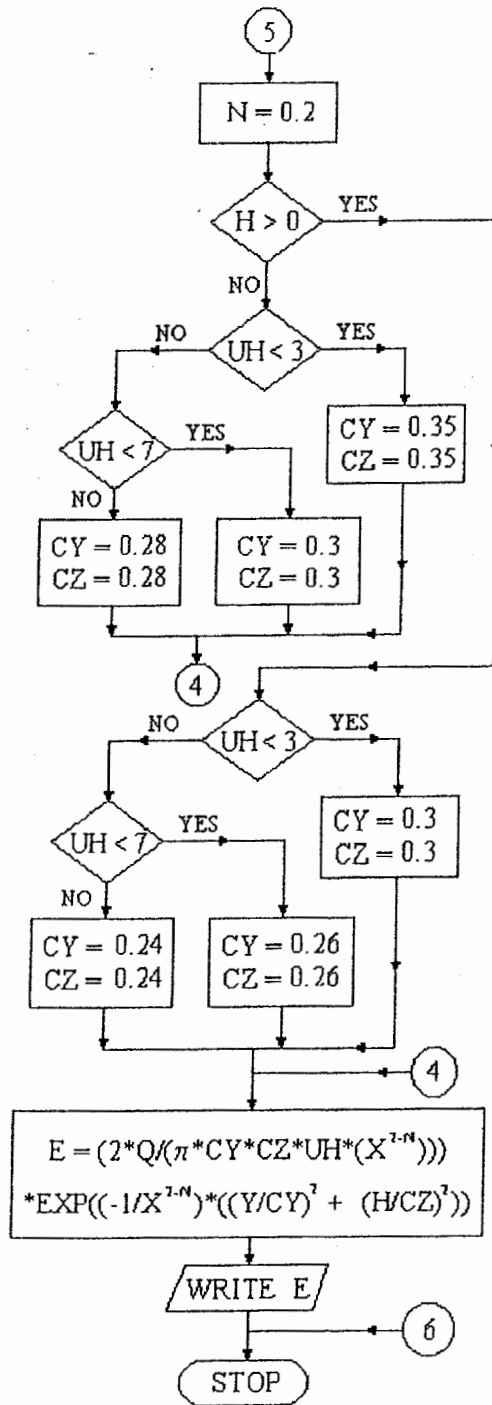 5
N = 0.2
H > 0
YES
NO
UH < 3
NO
YES
UH < 7
YES
NO
CY = 0.35
CZ = 0.35
CY = 0.28
CZ = 0.28
CY = 0.3
CZ = 0.3
4
UH < 3
NO
YES
UH < 7
YES
NO
CY = 0.3
CZ = 0.3
CY = 0.24
CZ = 0.24
CY = 0.26
CZ = 0.26
4
E = (2*Q/(π*CY*CZ*UH*(X²⁻ᴺ)))
*EXP((-1/X²⁻ᴺ)*((Y/CY)² + (H/CZ)²))
WRITE E
6
STOP